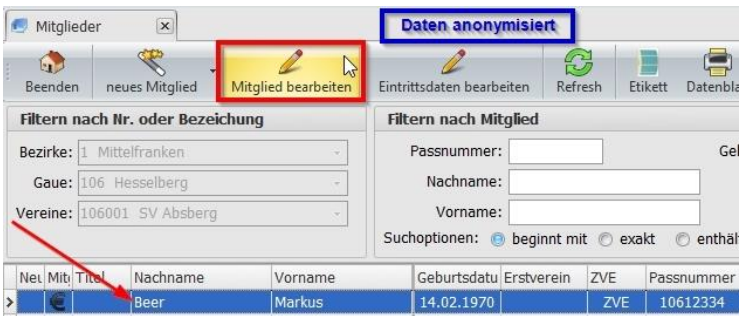 Mitglieder
Daten anonymisiert
Beenden neues Mitglied Mitglied bearbeiten Eintrittsdaten bearbeiten Refresh Etikett Datenbla
Filtern nach Nr. oder Bezeichung
Filtern nach Mitglied
Bezirke: 1 Mittelfranken
Passnummer:
Gel
Gaue: 106 Hesselberg
Nachname:
Vereine: 106001 SV Absberg
Vorname:
Suchoptionen: beginnt mit exakt enthäl
Neu Mitg Titel Nachname Vorname Geburtsdatu Erstverein ZVE Passnummer
Beer Markus 14.02.1970 ZVE 10612334